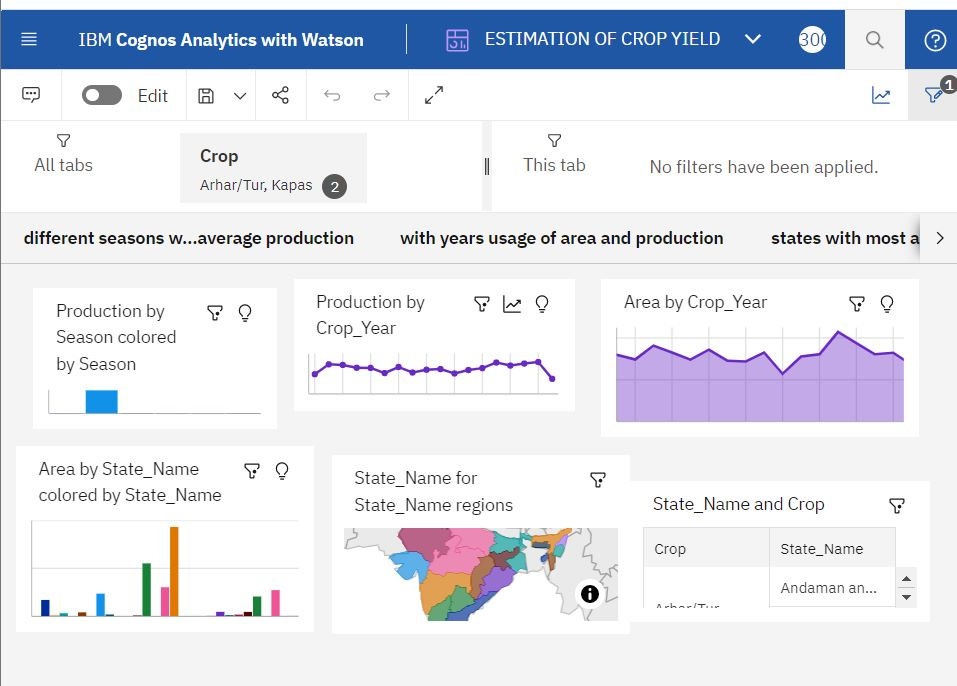 IBM Cognos Analytics with Watson
ESTIMATION OF CROP YIELD
300
Edit
1
All tabs
Crop
Arhar/Tur, Kapas 2
This tab
No filters have been applied.
different seasons w...average production
with years usage of area and production
states with most a
Production by
Season colored
by Season
Production by
Crop_Year
Area by Crop_Year
Area by State_Name
colored by State_Name
State_Name for
State_Name regions
State_Name and Crop
Crop
State_Name
Andaman an...
Arhar/Tur